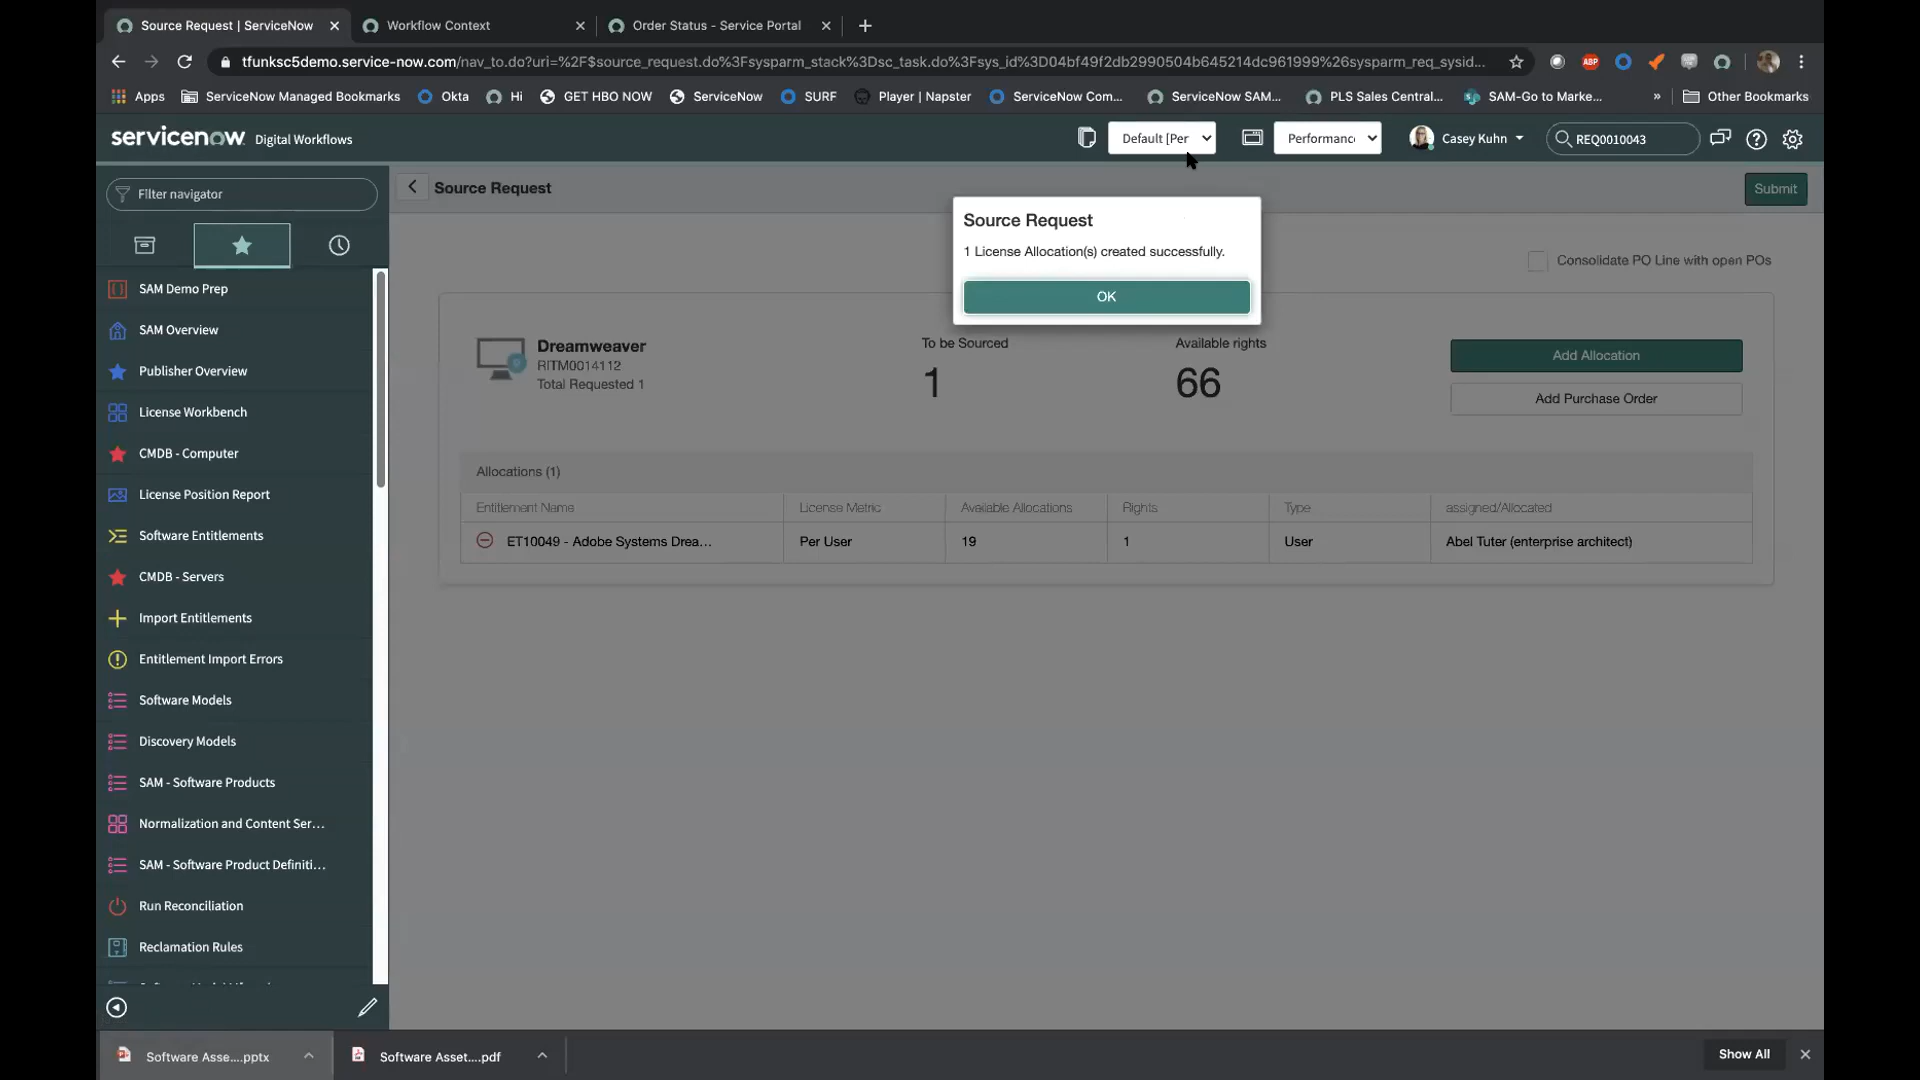 Source Request | ServiceNow
Workflow Context
Order Status - Service Portal
tfunksc5demo.service-now.com/nav_to.do?uri=%2F$source_request.do%3Fsysparm_stack%3Dsc_task.do%3Fsys_id%3D04bf49f2db2990504b645214dc961999%26sysparm_req_sysid...
ABP
Apps
ServiceNow Managed Bookmarks
Okta
Hi
GET HBO NOW
ServiceNow
SURF
Player | Napster
ServiceNow Com...
ServiceNow SAM...
PLS Sales Central...
SAM-Go to Marke...
»
Other Bookmarks
servicenow Digital Workflows
Default [Per
Performanc
Casey Kuhn
REQ0010043
Filter navigator
Source Request
Submit
SAM Demo Prep
SAM Overview
Publisher Overview
License Workbench
CMDB - Computer
License Position Report
Software Entitlements
CMDB - Servers
Import Entitlements
Entitlement Import Errors
Software Models
Discovery Models
SAM - Software Products
Normalization and Content Ser...
SAM - Software Product Definiti...
Run Reconciliation
Reclamation Rules
Source Request
1 License Allocation(s) created successfully.
OK
Consolidate PO Line with open POs
Dreamweaver
RITM0014112
Total Requested 1
To be Sourced
1
Available rights
66
Add Allocation
Add Purchase Order
Allocations (1)
Entitlement Name License Metric Available Allocations Rights Type assigned/Allocated
ET10049 - Adobe Systems Drea... Per User 19 1 User Abel Tuter (enterprise architect)
Software Asse....pptx
Software Asset....pdf
Show All